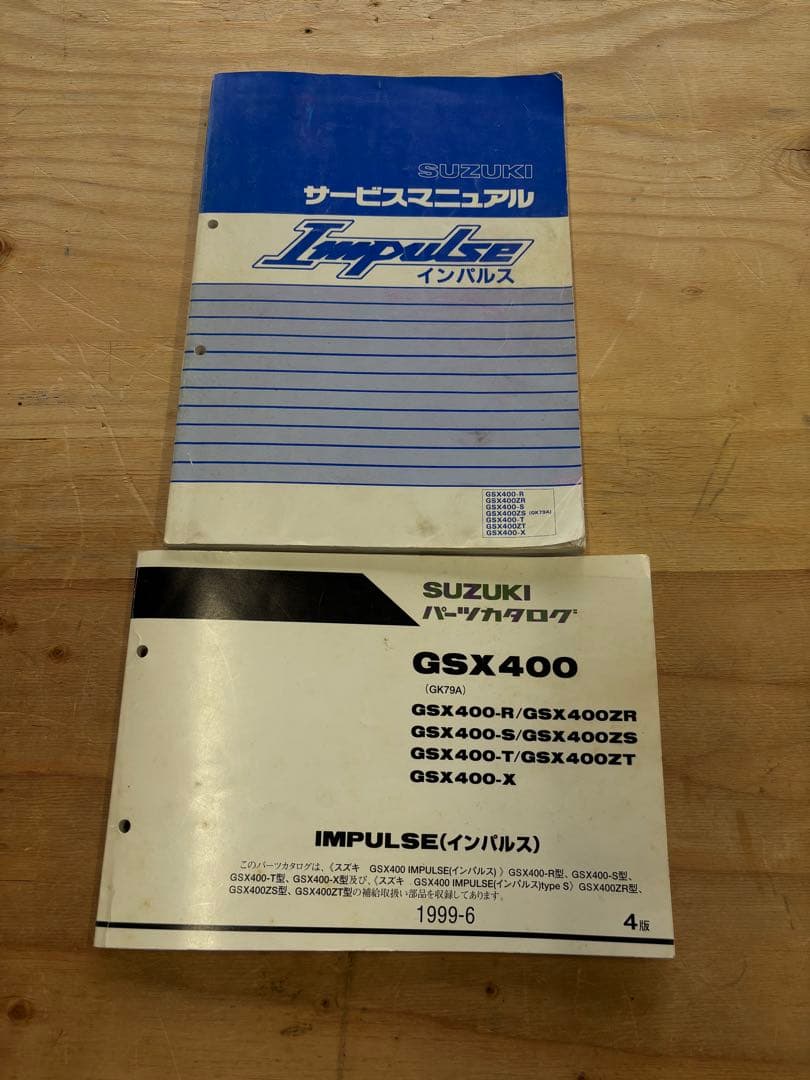 SUZUKI
サービスマニュアル
Impulse
インパルス
GSX400-R
GSX400ZR
GSX400-S
GSX400ZS (GK79A)
GSX400-T
GSX400ZT
GSX400-X
SUZUKI
パーツカタログ
GSX400
(GK79A)
GSX400-R/GSX400ZR
GSX400-S/GSX400ZS
GSX400-T/GSX400ZT
GSX400-X
IMPULSE(インパルス)
このパーツカタログは、《スズキ GSX400 IMPULSE(インパルス)》GSX400-R型、GSX400-S型、
GSX400-T型、GSX400-X型及び、《スズキ GSX400 IMPULSE(インパルス)type S》GSX400ZR型、
GSX400ZS型、GSX400ZT型の補給取扱い部品を収録してあります。
1999-6
4版